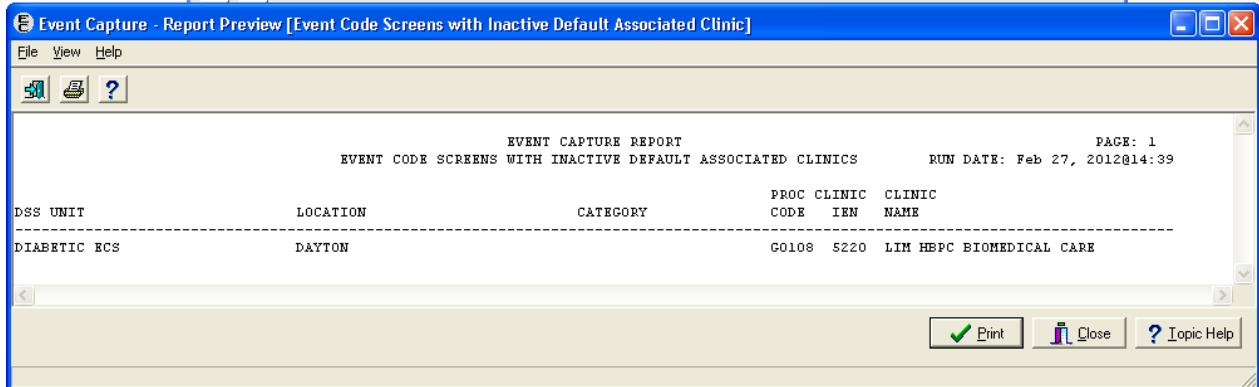 Event Capture - Report Preview [Event Code Screens with Inactive Default Associated Clinic]
File View Help
EVENT CAPTURE REPORT PAGE: 1
EVENT CODE SCREENS WITH INACTIVE DEFAULT ASSOCIATED CLINICS RUN DATE: Feb 27, 2012@14:39
PROC CLINIC CLINIC
DSS UNIT LOCATION CATEGORY CODE IEN NAME
DIABETIC ECS DAYTON G0108 5220 LIM HBPC BIOMEDICAL CARE
Print Close Topic Help